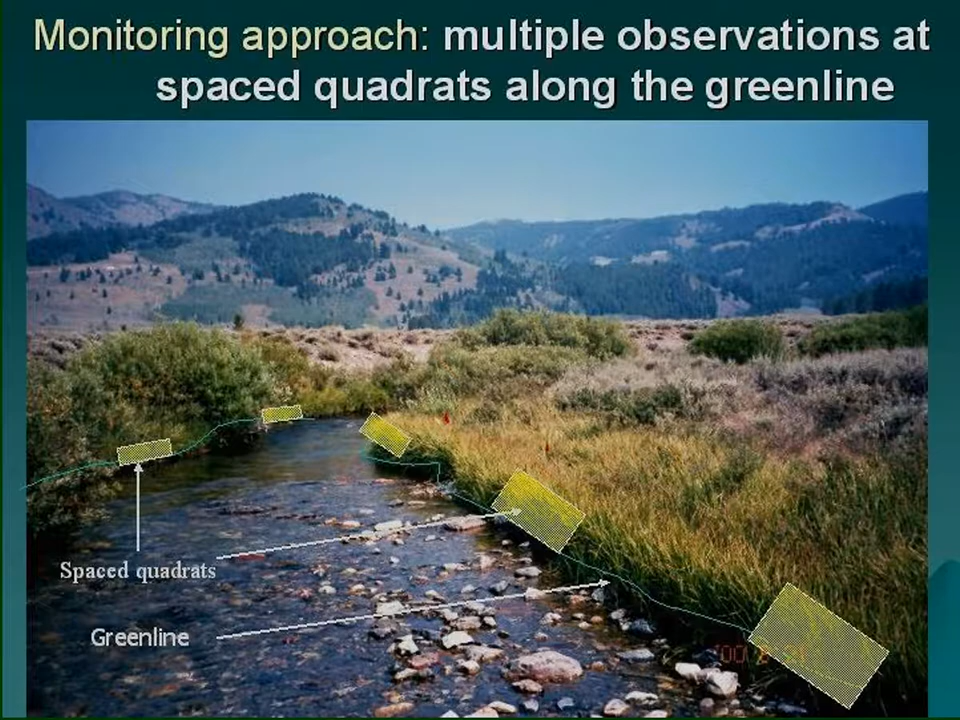 Monitoring approach: multiple observations at
spaced quadrats along the greenline
Spaced quadrats
Greenline